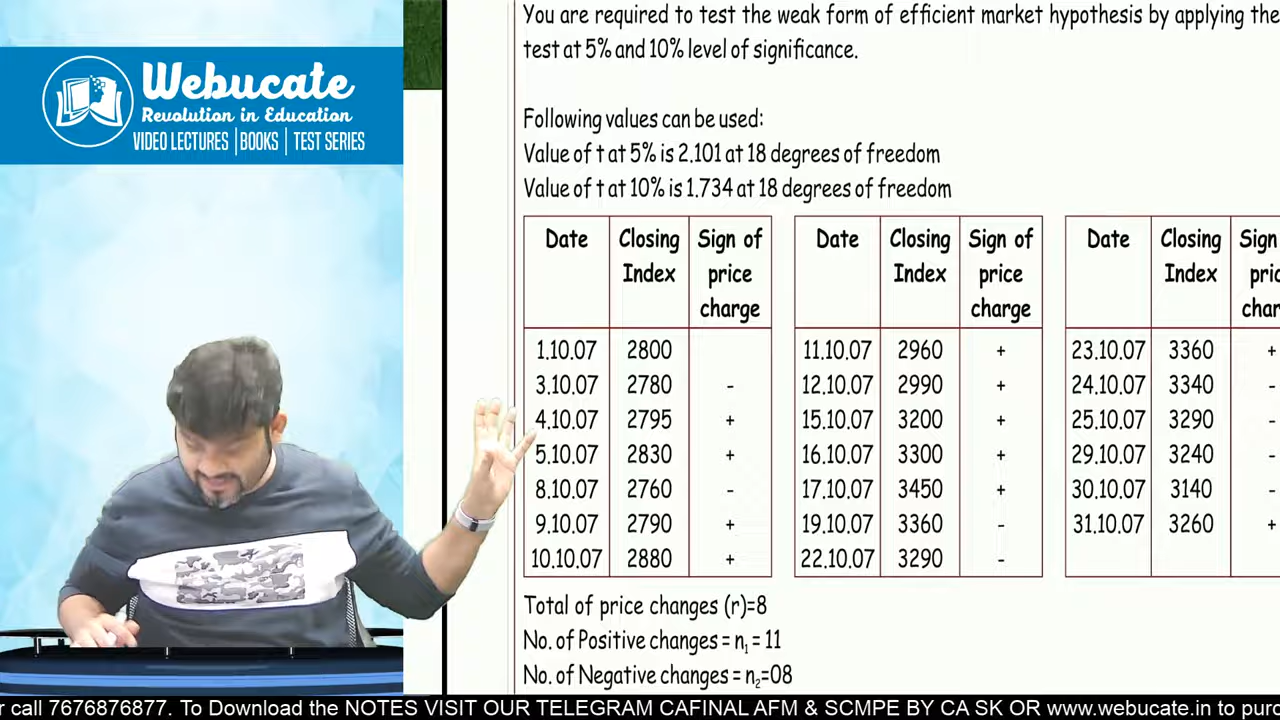 Webucate
Revolution in Education
VIDEO LECTURES | BOOKS | TEST SERIES
You are required to test the weak form of efficient market hypothesis by applying the
test at 5% and 10% level of significance.
Following values can be used:
Value of t at 5% is 2.101 at 18 degrees of freedom
Value of t at 10% is 1.734 at 18 degrees of freedom
Date Closing Index Sign of price charge Date Closing Index Sign of price charge Date Closing Index Sign pric char
1.10.07 2800 11.10.07 2960 + 23.10.07 3360 +
3.10.07 2780 - 12.10.07 2990 + 24.10.07 3340 -
4.10.07 2795 + 15.10.07 3200 + 25.10.07 3290 -
5.10.07 2830 + 16.10.07 3300 + 29.10.07 3240 -
8.10.07 2760 - 17.10.07 3450 + 30.10.07 3140 -
9.10.07 2790 + 19.10.07 3360 - 31.10.07 3260 +
10.10.07 2880 + 22.10.07 3290 -
Total of price changes (r)=8
No. of Positive changes = n₁ = 11
No. of Negative changes = n₂=08
r call 7676876877. To Download the NOTES VISIT OUR TELEGRAM CAFINAL AFM & SCMPE BY CA SK OR www.webucate.in to purc